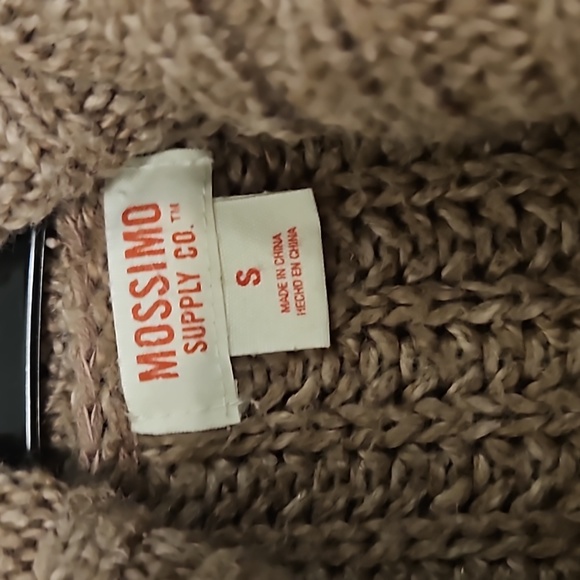 MOSSIMO
SUPPLY CO.™
S
MADE IN CHINA
HECHO EN CHINA